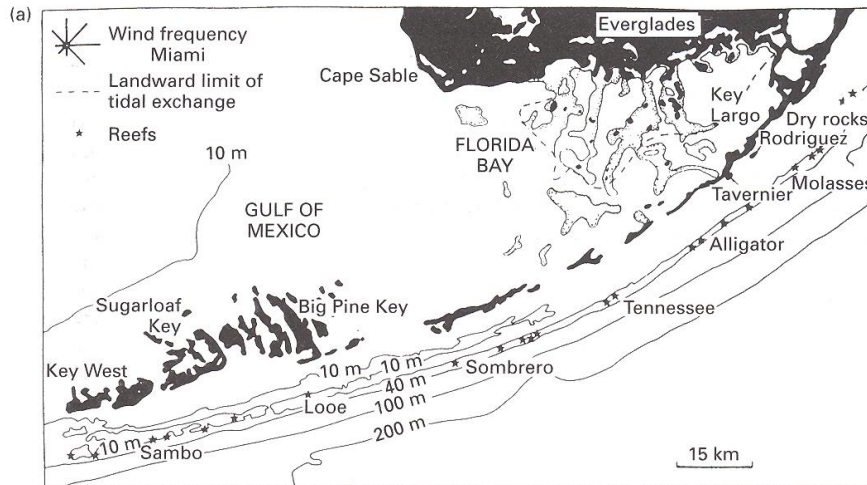 (a)
Wind frequency
Miami
Landward limit of
tidal exchange
Reefs
10 m
Everglades
Cape Sable
Key
Largo
Dry rocks
Rodriguez
FLORIDA
BAY
Molasses
Tavernier
GULF OF
MEXICO
Alligator
Sugarloaf
Key
Big Pine Key
Tennessee
Key West
10 m
10 m
Sombrero
40 m
Looe
100 m
10 m
Sambo
200 m
15 km